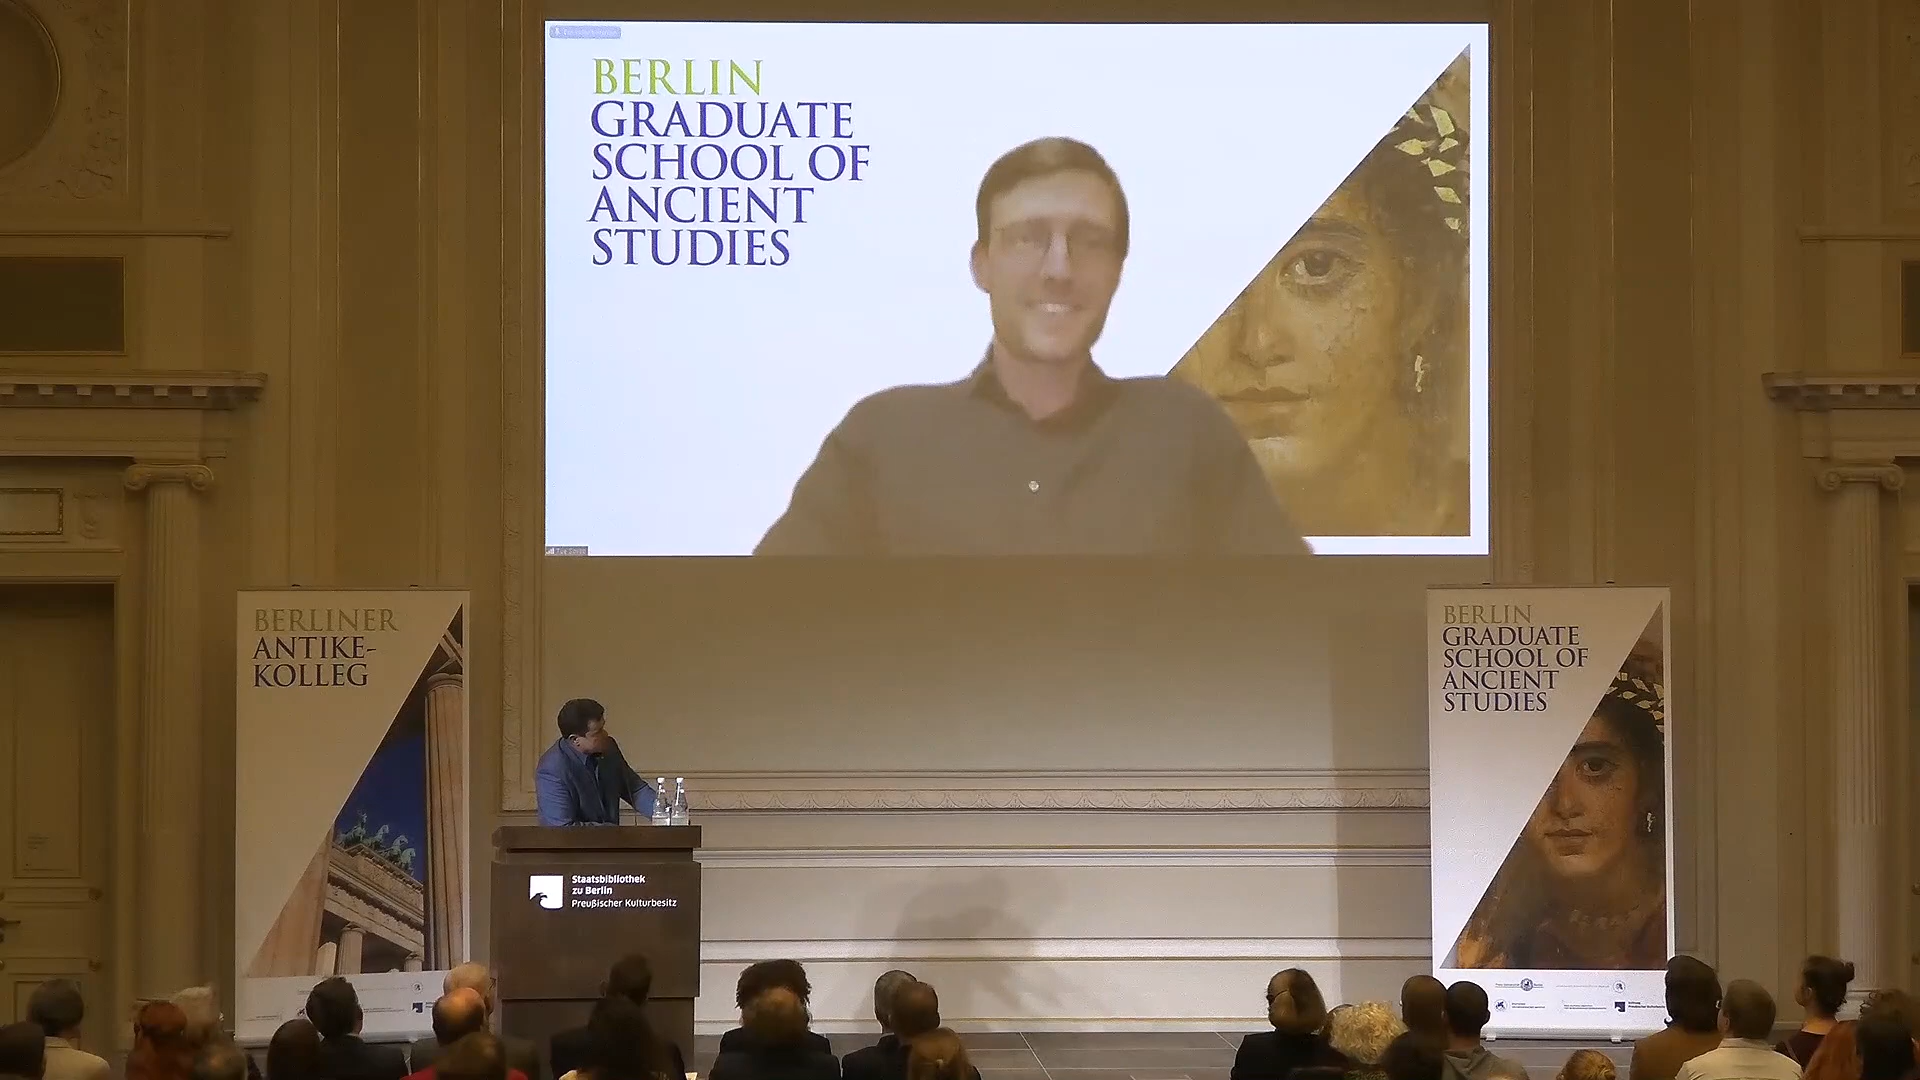 BERLIN
GRADUATE
SCHOOL OF
ANCIENT
STUDIES
BERLINER
ANTIKE-
KOLLEG
BERLIN
GRADUATE
SCHOOL OF
ANCIENT
STUDIES
Staatsbibliothek
zu Berlin
Preußischer Kulturbesitz